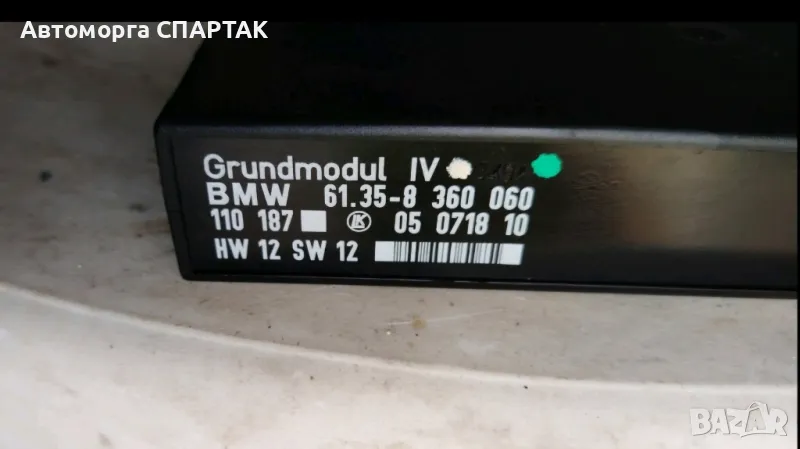 Автоморга СПАРТАК
Grundmodul IV
BMW 61.35-8 360 060
110 187 LK 05 0718 10
HW 12 SW 12
BAZAR